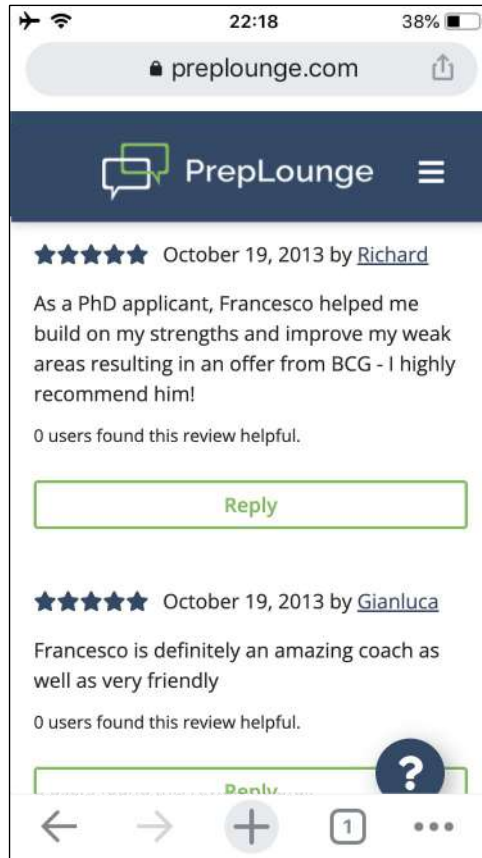 22:18
38%
preplounge.com
PrepLounge
October 19, 2013 by Richard
As a PhD applicant, Francesco helped me
build on my strengths and improve my weak
areas resulting in an offer from BCG - I highly
recommend him!
0 users found this review helpful.
Reply
October 19, 2013 by Gianluca
Francesco is definitely an amazing coach as
well as very friendly
0 users found this review helpful.
Reply
?
1